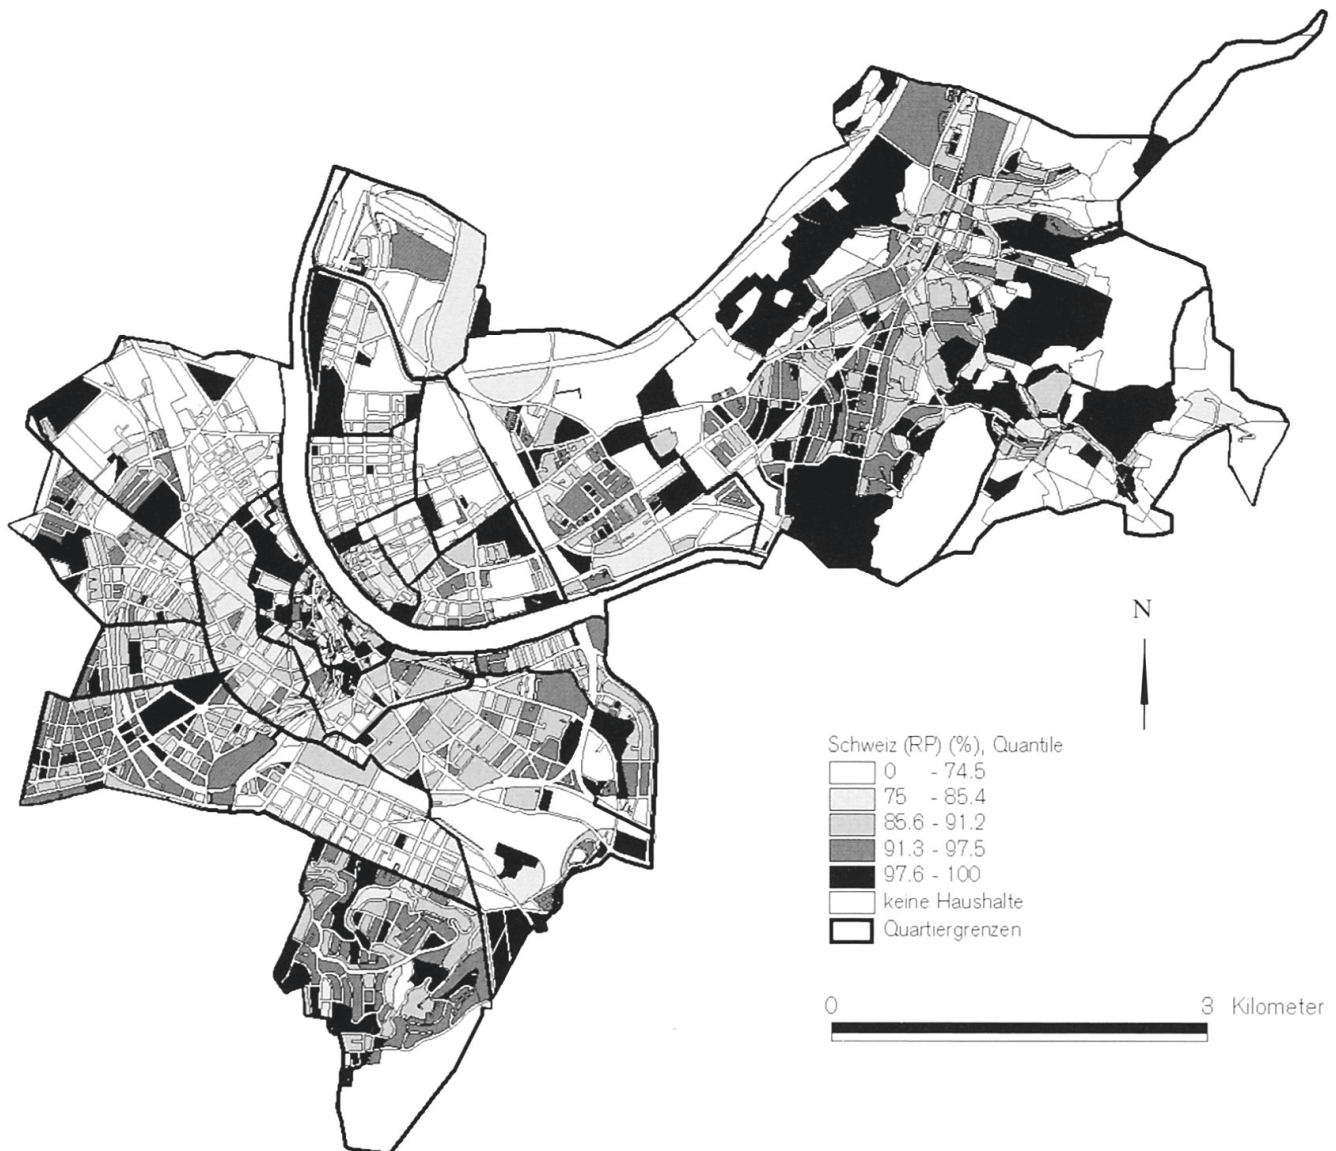 N
Schweiz (RP) (%), Quantile
0 - 74.5
75 - 85.4
85.6 - 91.2
91.3 - 97.5
97.6 - 100
keine Haushalte
Quartiergrenzen
0 3 Kilometer